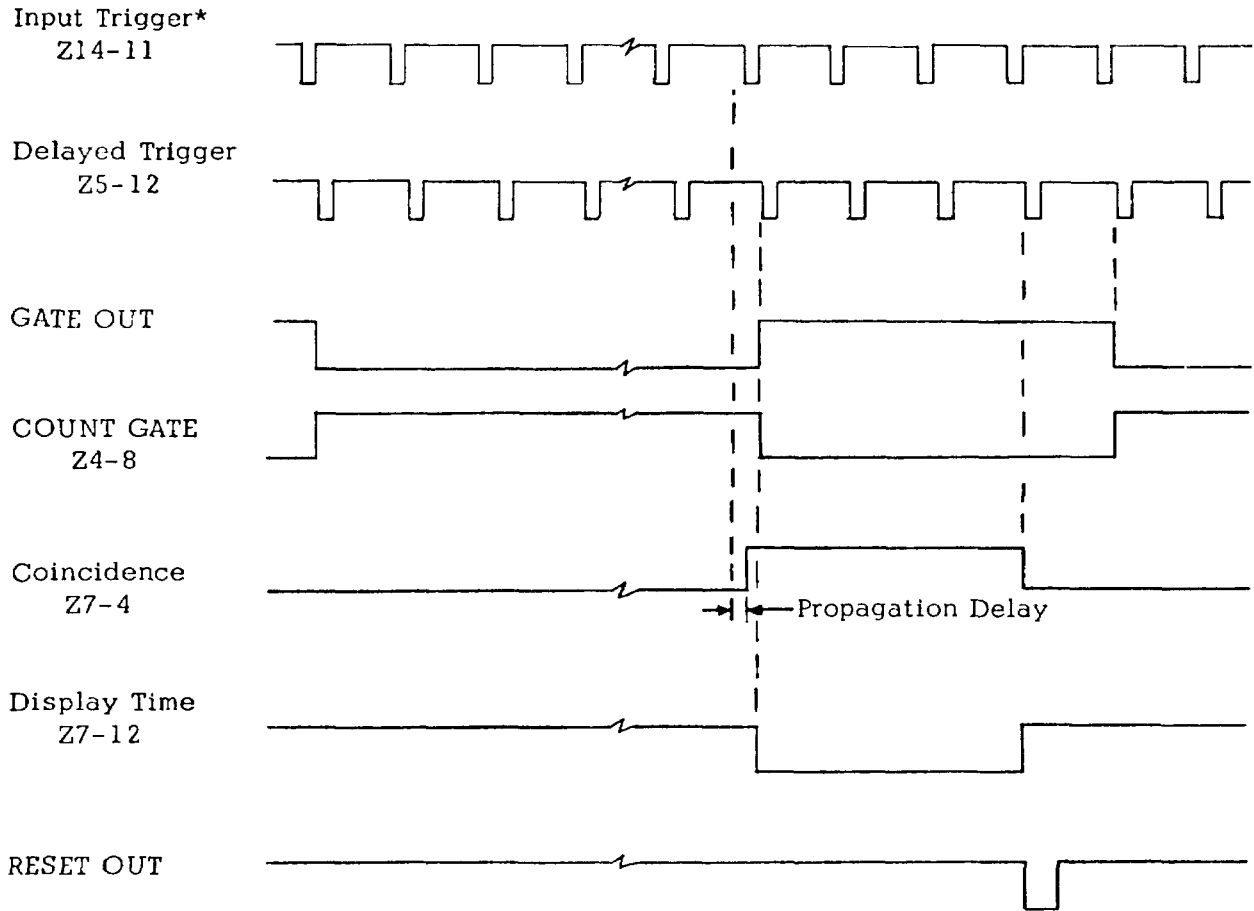 Input Trigger*
Z14-11
Delayed Trigger
Z5-12
GATE OUT
COUNT GATE
Z4-8
Coincidence
Z7-4
Propagation Delay
Display Time
Z7-12
RESET OUT